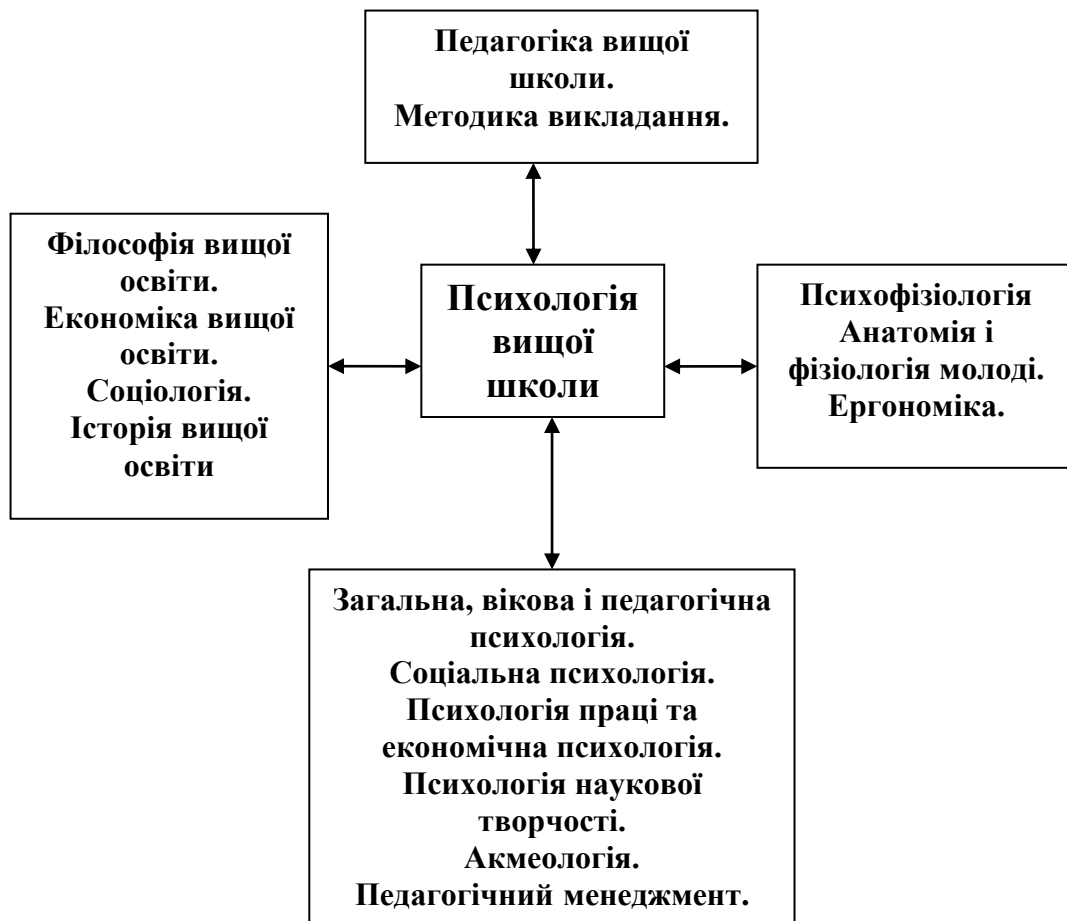 Педагогіка вищої
школи.
Методика викладання.
Філософія вищої
освіти.
Економіка вищої
освіти.
Соціологія.
Історія вищої
освіти
Психологія
вищої
школи
Психофізіологія
Анатомія і
фізіологія молоді.
Ергономіка.
Загальна, вікова і педагогічна
психологія.
Соціальна психологія.
Психологія праці та
економічна психологія.
Психологія наукової
творчості.
Акмеологія.
Педагогічний менеджмент.